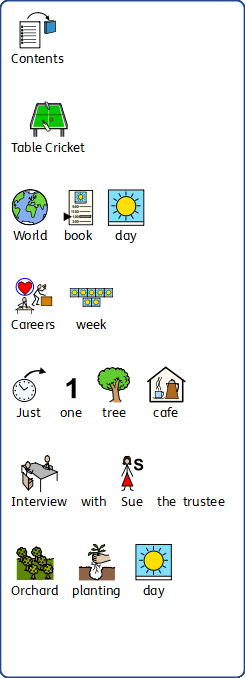 Contents
Table Cricket
World book day
Careers week
Just one tree cafe
Interview with Sue the trustee
Orchard planting day